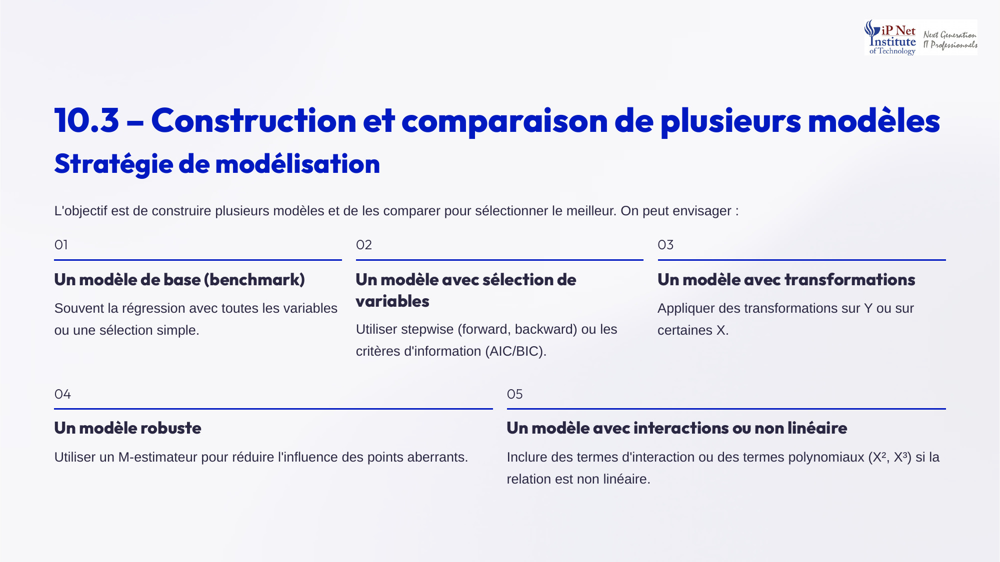 iP Net
Institute
of Technology
Next Generation
IT Professionnels
10.3 – Construction et comparaison de plusieurs modèles
Stratégie de modélisation
L'objectif est de construire plusieurs modèles et de les comparer pour sélectionner le meilleur. On peut envisager :
01
Un modèle de base (benchmark)
Souvent la régression avec toutes les variables
ou une sélection simple.
02
Un modèle avec sélection de
variables
Utiliser stepwise (forward, backward) ou les
critères d'information (AIC/BIC).
03
Un modèle avec transformations
Appliquer des transformations sur Y ou sur
certaines X.
04
Un modèle robuste
Utiliser un M-estimateur pour réduire l'influence des points aberrants.
05
Un modèle avec interactions ou non linéaire
Inclure des termes d'interaction ou des termes polynomiaux (X², X³) si la
relation est non linéaire.